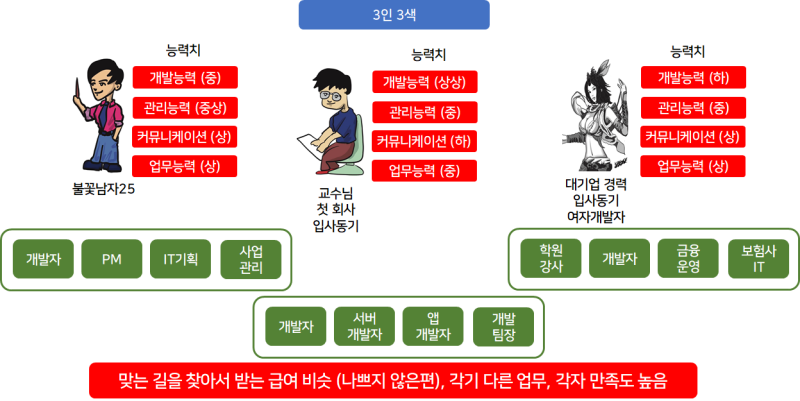 3인 3색
능력치
개발능력 (중)
관리능력 (중상)
커뮤니케이션 (상)
업무능력 (상)
불꽃남자25
능력치
개발능력 (상상)
관리능력 (중)
커뮤니케이션 (하)
업무능력 (중)
교수님
첫 회사
입사동기
능력치
개발능력 (하)
관리능력 (중)
커뮤니케이션 (상)
업무능력 (상)
대기업 경력
입사동기
여자개발자
개발자
PM
IT기획
사업
관리
학원
강사
개발자
금융
운영
보험사
IT
개발자
서버
개발자
앱
개발자
개발
팀장
맞는 길을 찾아서 받는 급여 비슷 (나쁘지 않은편), 각기 다른 업무, 각자 만족도 높음